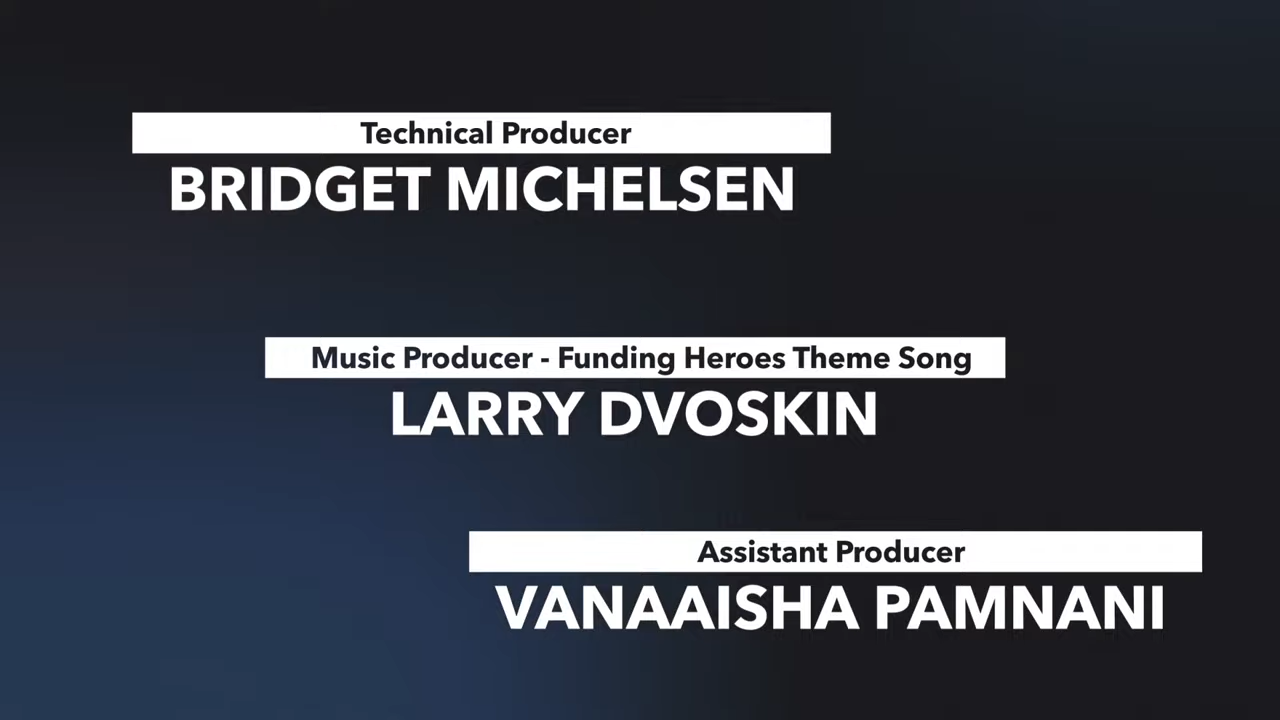 Technical Producer
BRIDGET MICHELSEN
Music Producer - Funding Heroes Theme Song
LARRY DVOSKIN
Assistant Producer
VANAAISHA PAMNANI